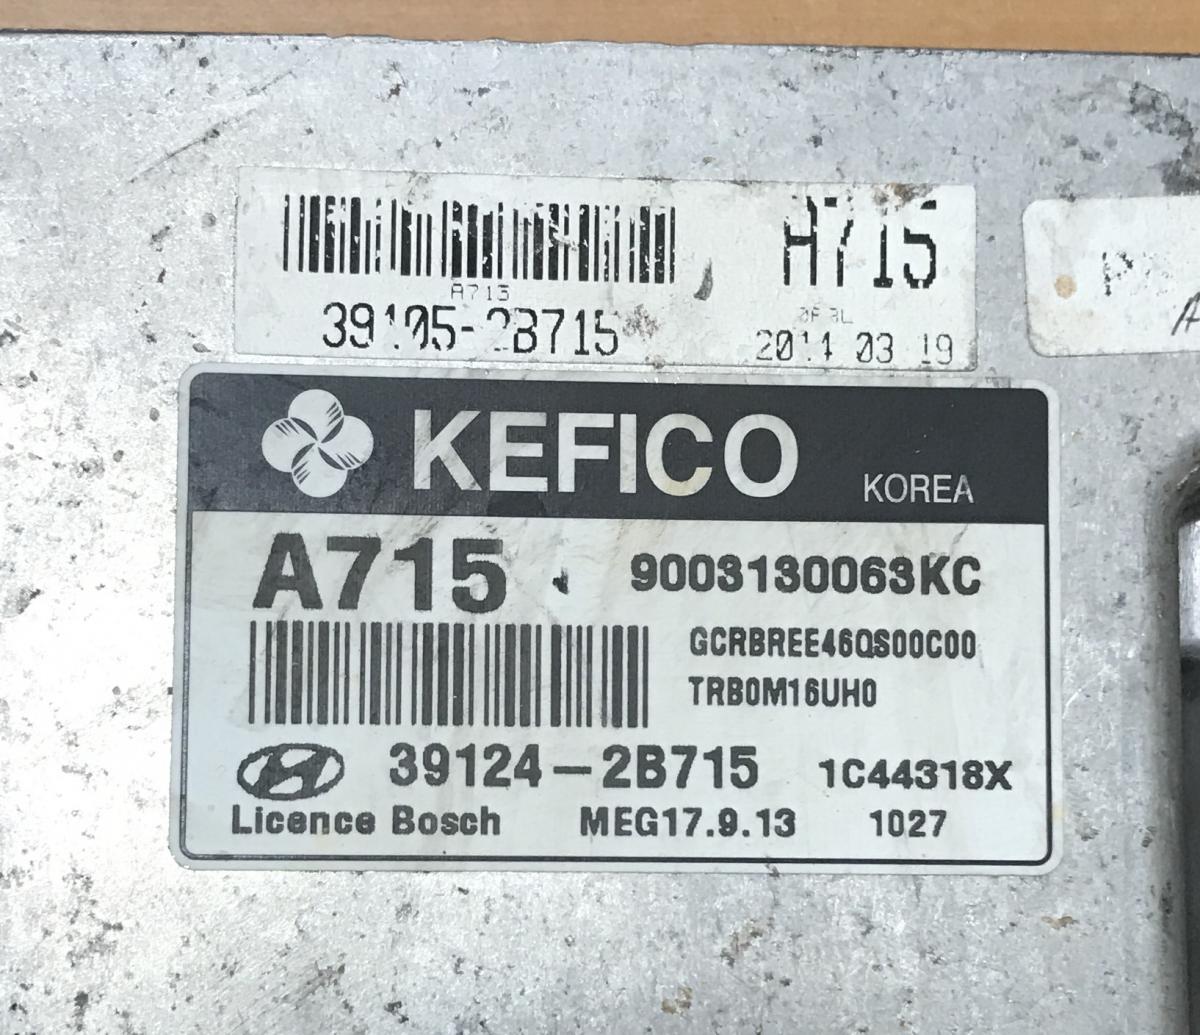 A715
A715
39105-2B715
2014 03 19
KEFICO
KOREA
A715
9003130063KC
GCRBREE46QS00C00
TRB0M16UH0
39124-2B715
1C44318X
Licence Bosch
MEG17.9.13
1027